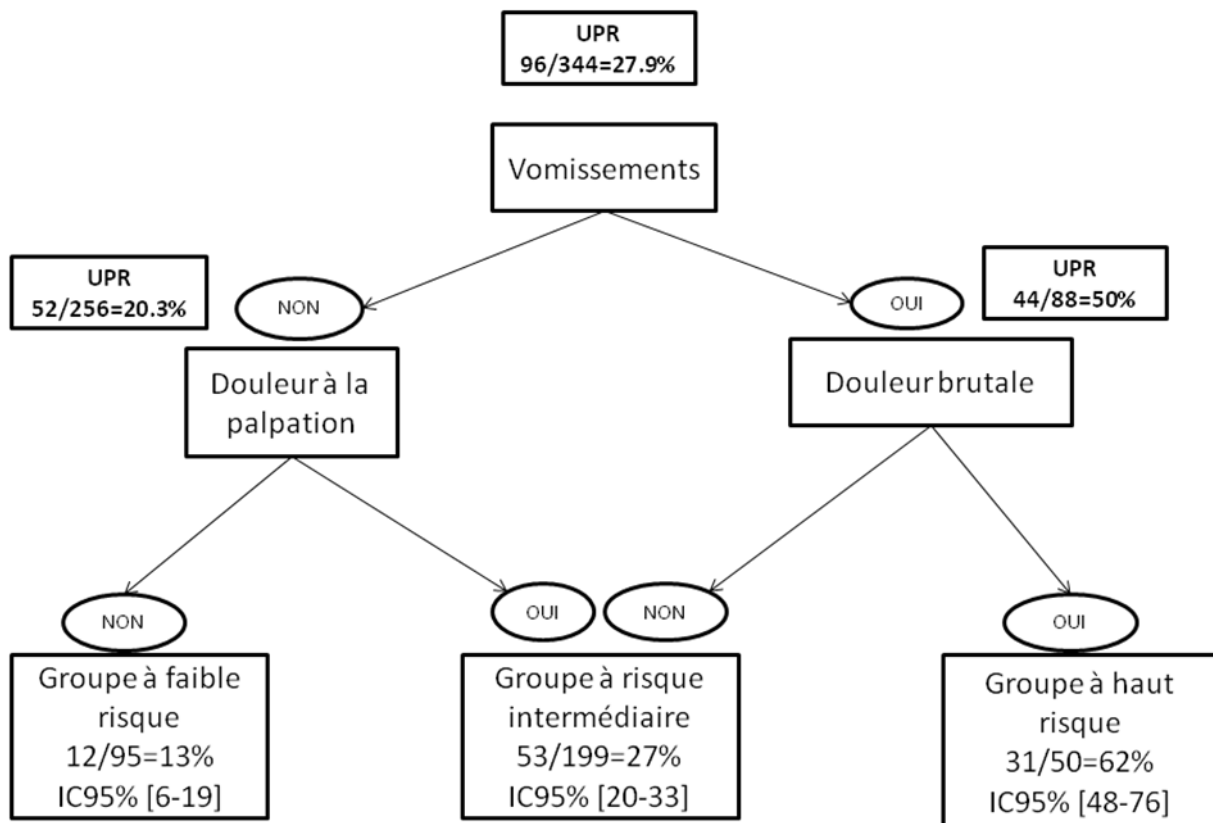 UPR
96/344=27.9%
Vomissements
UPR
52/256=20.3%
NON
OUI
UPR
44/88=50%
Douleur à la
palpation
Douleur brutale
NON
OUI
NON
OUI
Groupe à faible
risque
12/95=13%
IC95% [6-19]
Groupe à risque
intermédiaire
53/199=27%
IC95% [20-33]
Groupe à haut
risque
31/50=62%
IC95% [48-76]